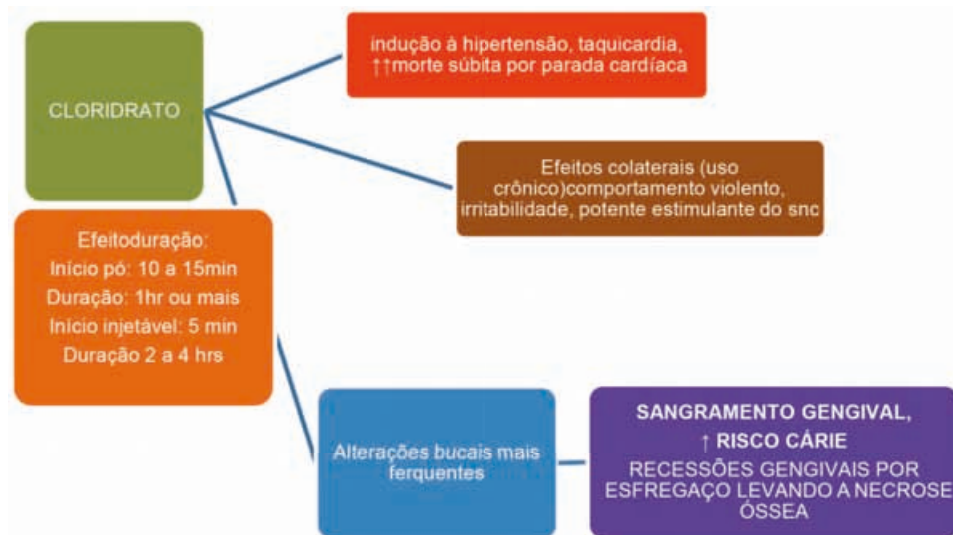 CLORIDRATO
indução à hipertensão, taquicardia,
↑↑morte súbita por parada cardíaca
Efeitos colaterais (uso
crônico)comportamento violento,
irritabilidade, potente estimulante do snc
Efeitoduração:
Início pó: 10 a 15min
Duração: 1hr ou mais
Início injetável: 5 min
Duração 2 a 4 hrs
Alterações bucais mais
ferquentes
SANGRAMENTO GENGIVAL,
↑ RISCO CÁRIE
RECESSÕES GENGIVAIS POR
ESFREGAÇO LEVANDO A NECROSE
ÓSSEA